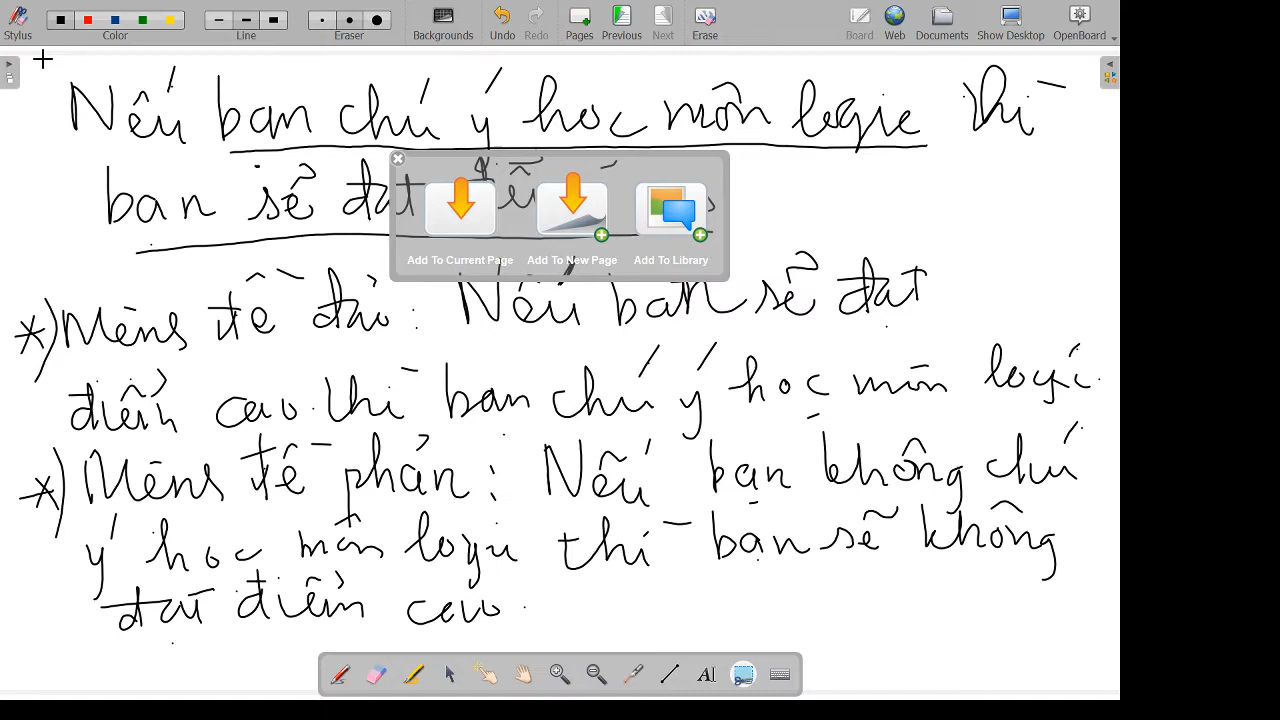 Stylus
Color
Line
Eraser
Backgrounds
Undo
Redo
Pages
Previous
Next
Erase
Board
Web
Documents
Show Desktop
OpenBoard
Nếu bạn chú ý học môn logic thì
bạn sẽ đạt
Add To Current Page
Add To New Page
Add To Library
*) Mệnh đề đảo: Nếu bạn sẽ đạt
điểm cao thì bạn chú ý học môn logic.
*) Mệnh đề phản: Nếu bạn không chú
ý học môn logic thì bạn sẽ không
đạt điểm cao.